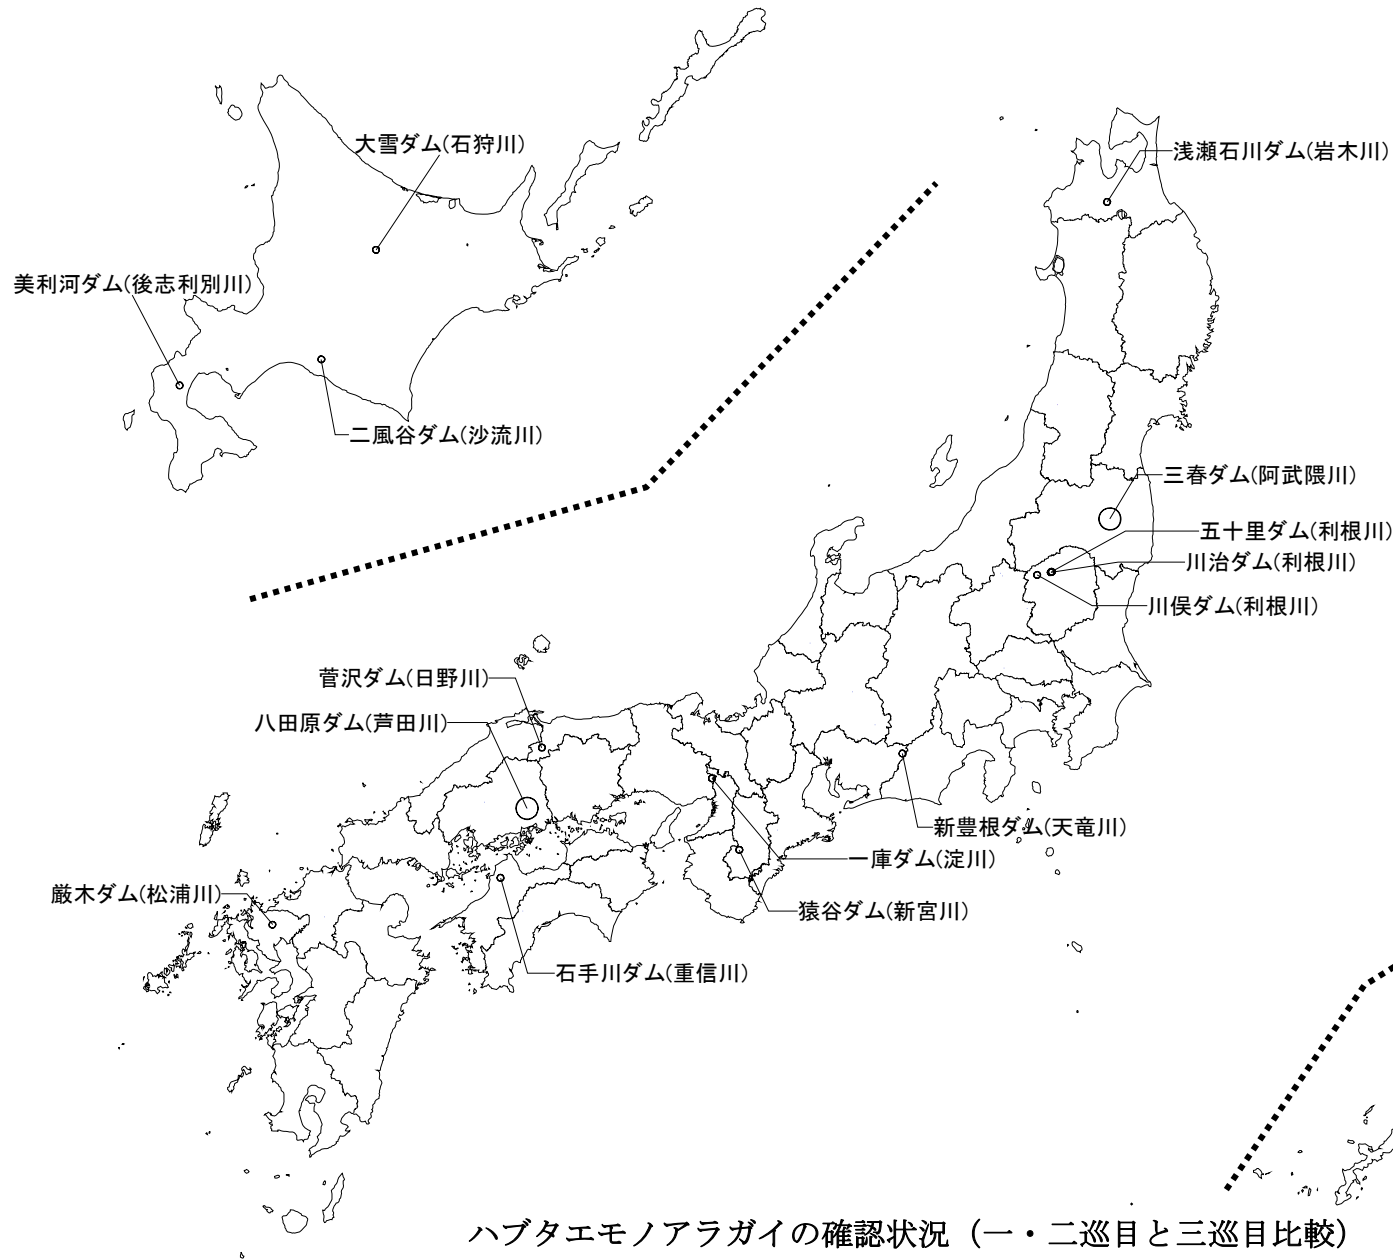 大雪ダム(石狩川)
浅瀬石川ダム(岩木川)
美利河ダム(後志利別川)
二風谷ダム(沙流川)
三春ダム(阿武隈川)
五十里ダム(利根川)
川治ダム(利根川)
川俣ダム(利根川)
菅沢ダム(日野川)
八田原ダム(芦田川)
新豊根ダム(天竜川)
一庫ダム(淀川)
厳木ダム(松浦川)
猿谷ダム(新宮川)
石手川ダム(重信川)
ハブタエモノアラガイの確認状況（一・二巡目と三巡目比較）